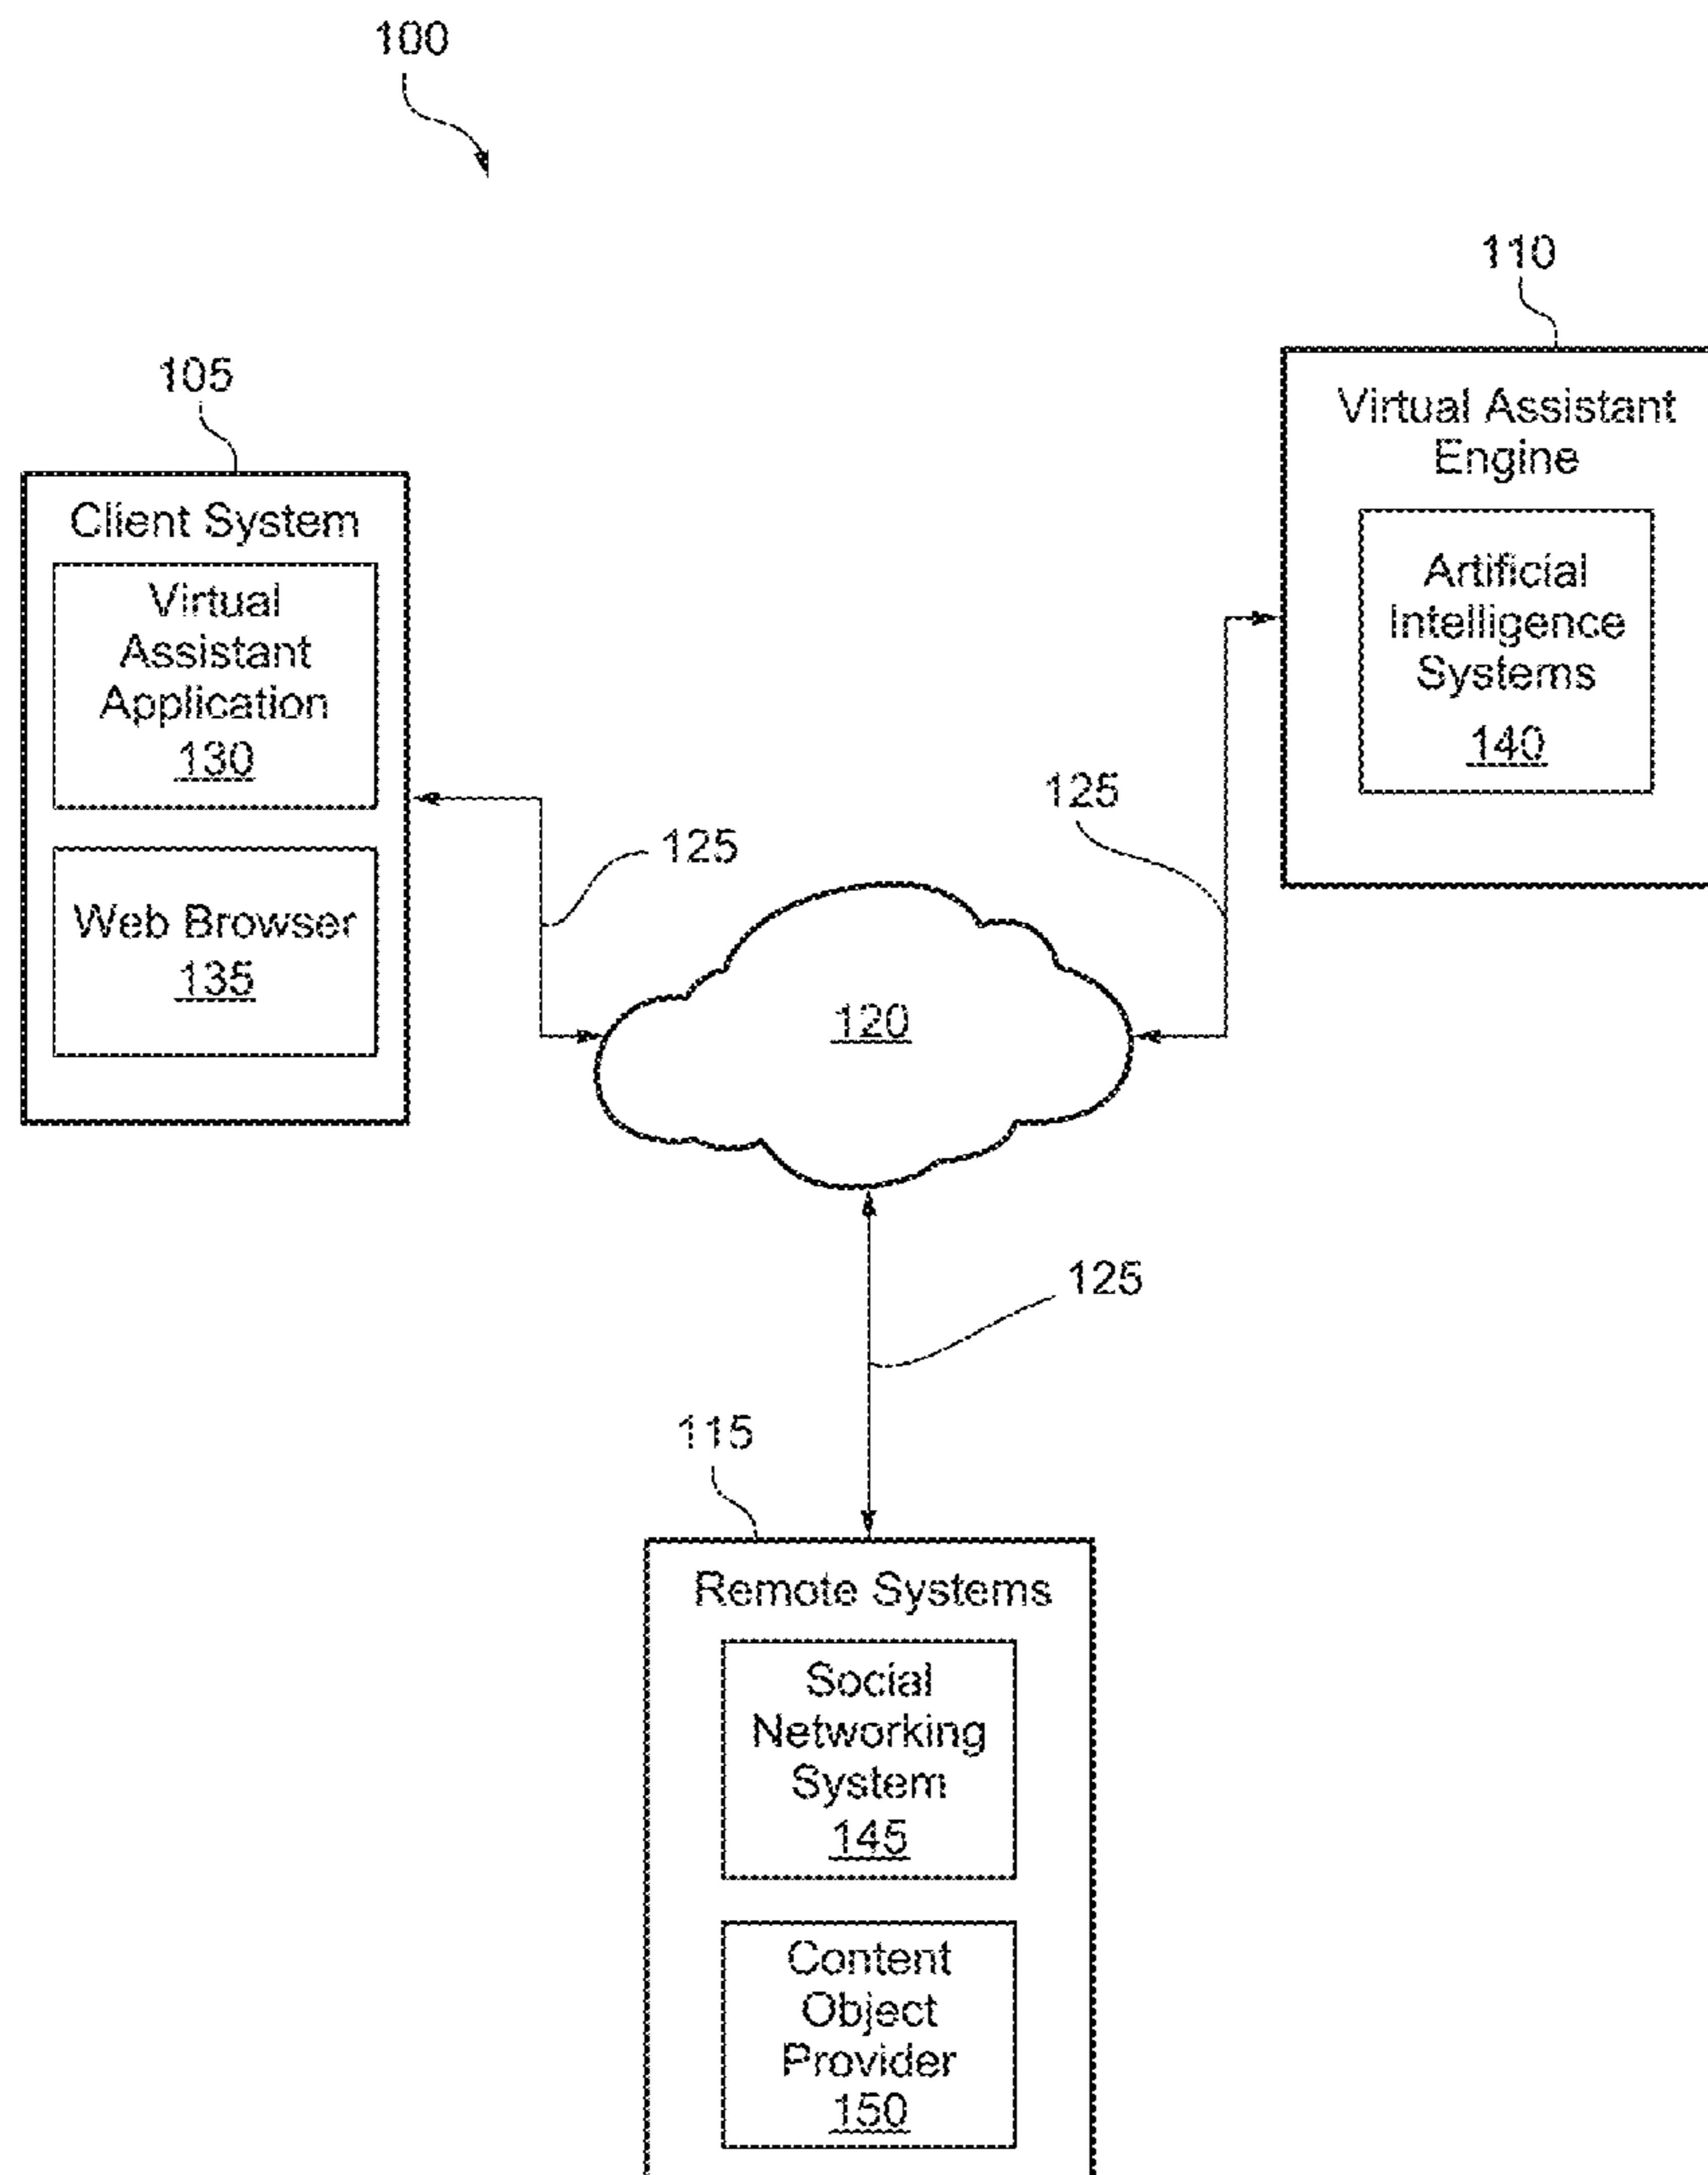 100
110
105
Virtual Assistant
Engine
Client System
Artificial
Intelligence
Systems
140
Virtual
Assistant
Application
130
125
125
Web Browser
135
120
125
115
Remote Systems
Social
Networking
System
145
Content
Object
Provider
150